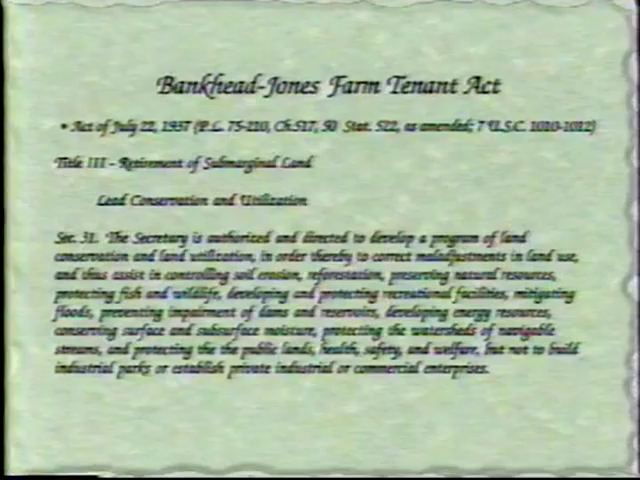 Bankhead-Jones Farm Tenant Act
• Act of July 22, 1937 (P.L. 75-210, Ch.517, 50 Stat. 522, as amended; 7 U.S.C. 1010-1012)
Title III - Retirement of Submarginal Land
Land Conservation and Utilization
Sec. 31. The Secretary is authorized and directed to develop a program of land
conservation and land utilization, in order thereby to correct maladjustments in land use,
and thus assist in controlling soil erosion, reforestation, preserving natural resources,
protecting fish and wildlife, developing and protecting recreational facilities, mitigating
floods, preventing impairment of dams and reservoirs, developing energy resources,
conserving surface and subsurface moisture, protecting the watersheds of navigable
streams, and protecting the the public lands, health, safety, and welfare, but not to build
industrial parks or establish private industrial or commercial enterprises.